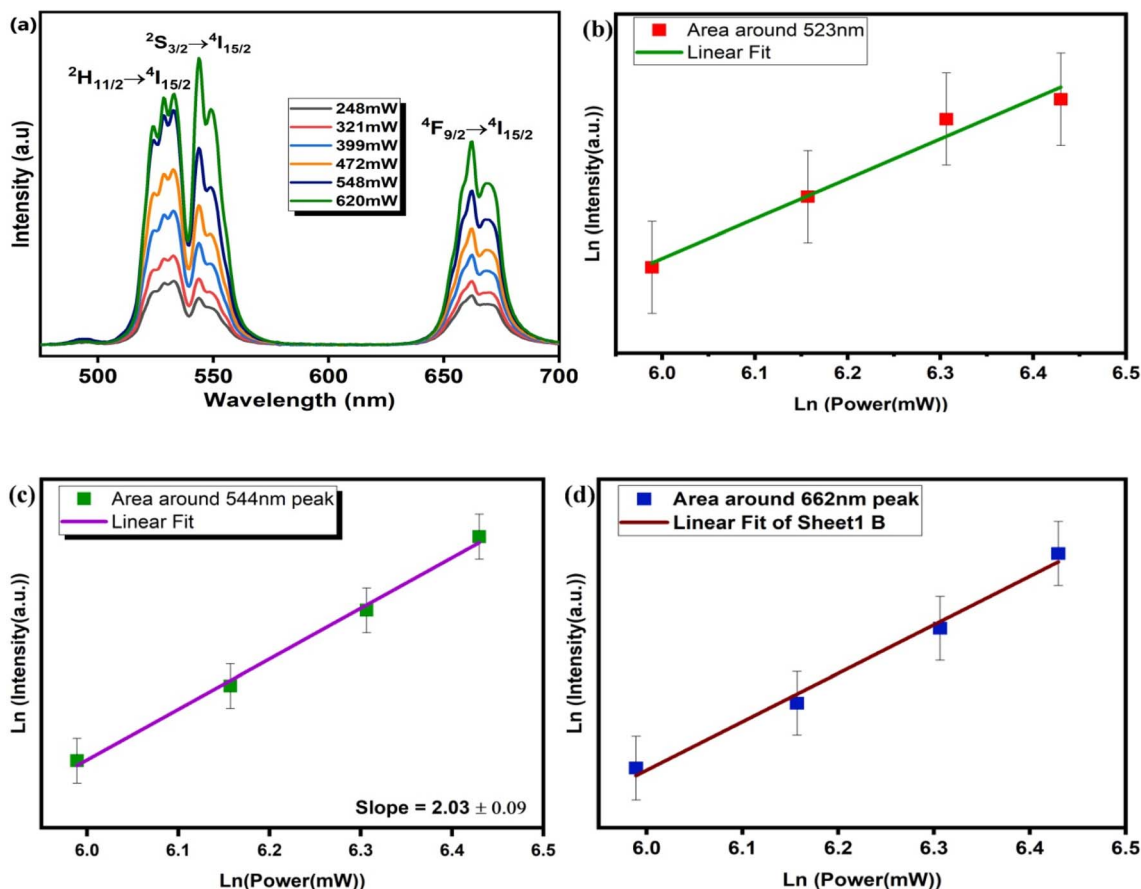 (a)
²S₃/₂→⁴I₁₅/₂
²H₁₁/₂→⁴I₁₅/₂
⁴F₉/₂→⁴I₁₅/₂
248mW
321mW
399mW
472mW
548mW
620mW
Intensity (a.u)
500
550
600
650
700
Wavelength (nm)
(b)
Area around 523nm
Linear Fit
Ln (Intensity(a.u.))
6.0
6.1
6.2
6.3
6.4
6.5
Ln (Power(mW))
(c)
Area around 544nm peak
Linear Fit
Ln (Intensity(a.u.))
Slope = 2.03 ± 0.09
6.0
6.1
6.2
6.3
6.4
6.5
Ln(Power(mW))
(d)
Area around 662nm peak
Linear Fit of Sheet1 B
Ln (Intensity(a.u.))
6.0
6.1
6.2
6.3
6.4
6.5
Ln (Power(mW))